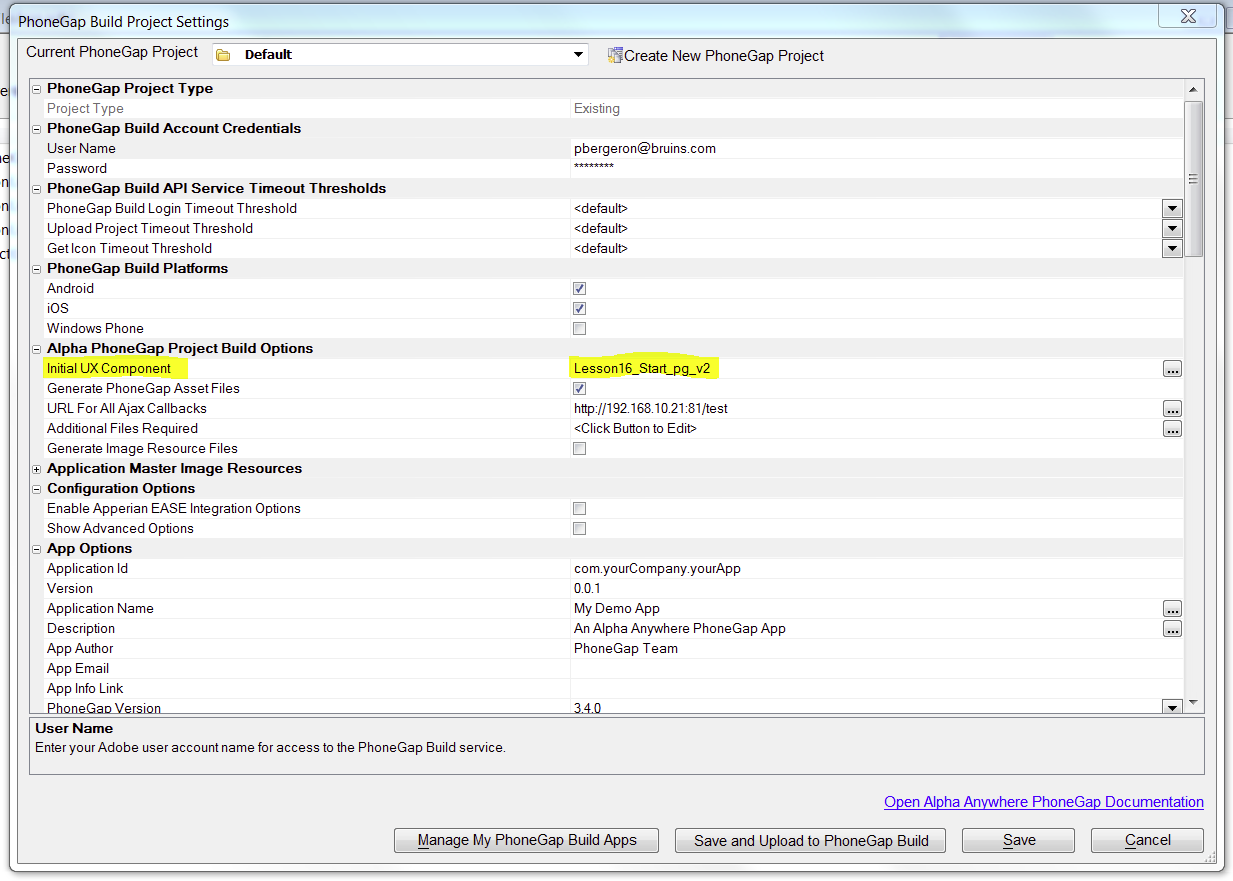 PhoneGap Build Project Settings
Current PhoneGap Project Default Create New PhoneGap Project
PhoneGap Project Type
Project Type Existing
PhoneGap Build Account Credentials
User Name pbergeron@bruins.com
Password ********
PhoneGap Build API Service Timeout Thresholds
PhoneGap Build Login Timeout Threshold <default>
Upload Project Timeout Threshold <default>
Get Icon Timeout Threshold <default>
PhoneGap Build Platforms
Android
iOS
Windows Phone
Alpha PhoneGap Project Build Options
Initial UX Component Lesson16_Start_pg_v2 ...
Generate PhoneGap Asset Files
URL For All Ajax Callbacks http://192.168.10.21:81/test ...
Additional Files Required <Click Button to Edit> ...
Generate Image Resource Files
Application Master Image Resources
Configuration Options
Enable Apperian EASE Integration Options
Show Advanced Options
App Options
Application Id com.yourCompany.yourApp
Version 0.0.1
Application Name My Demo App ...
Description An Alpha Anywhere PhoneGap App ...
App Author PhoneGap Team
App Email
App Info Link
PhoneGap Version 3.4.0
User Name
Enter your Adobe user account name for access to the PhoneGap Build service.
Open Alpha Anywhere PhoneGap Documentation
Manage My PhoneGap Build Apps Save and Upload to PhoneGap Build Save Cancel